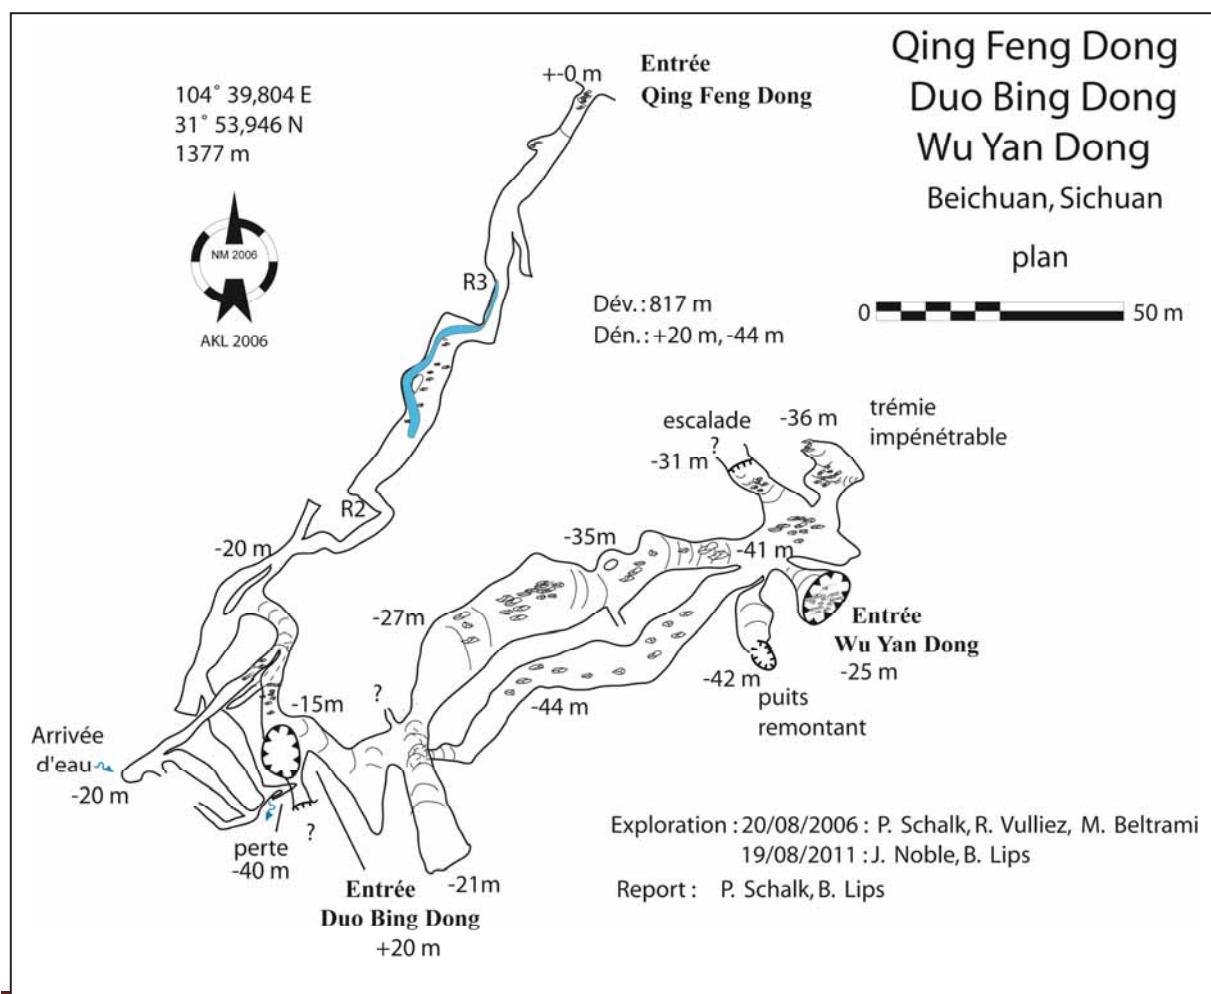 Qing Feng Dong
Duo Bing Dong
Wu Yan Dong
Beichuan, Sichuan
plan
0
50 m
104° 39,804 E
31° 53,946 N
1377 m
NM 2006
AKL 2006
+-0 m
Entrée
Qing Feng Dong
R3
Dév.: 817 m
Dén.: +20 m, -44 m
R2
-20 m
escalade
?
-31 m
-36 m
trémie
impénétrable
-35m
-41 m
-27m
Entrée
Wu Yan Dong
-25 m
-42 m
puits
remontant
-44 m
?
-15m
Arrivée
d'eau
-20 m
perte
-40 m
?
-21m
Entrée
Duo Bing Dong
+20 m
Exploration : 20/08/2006 : P. Schalk, R. Vulliez, M. Beltrami
19/08/2011 : J. Noble, B. Lips
Report : P. Schalk, B. Lips